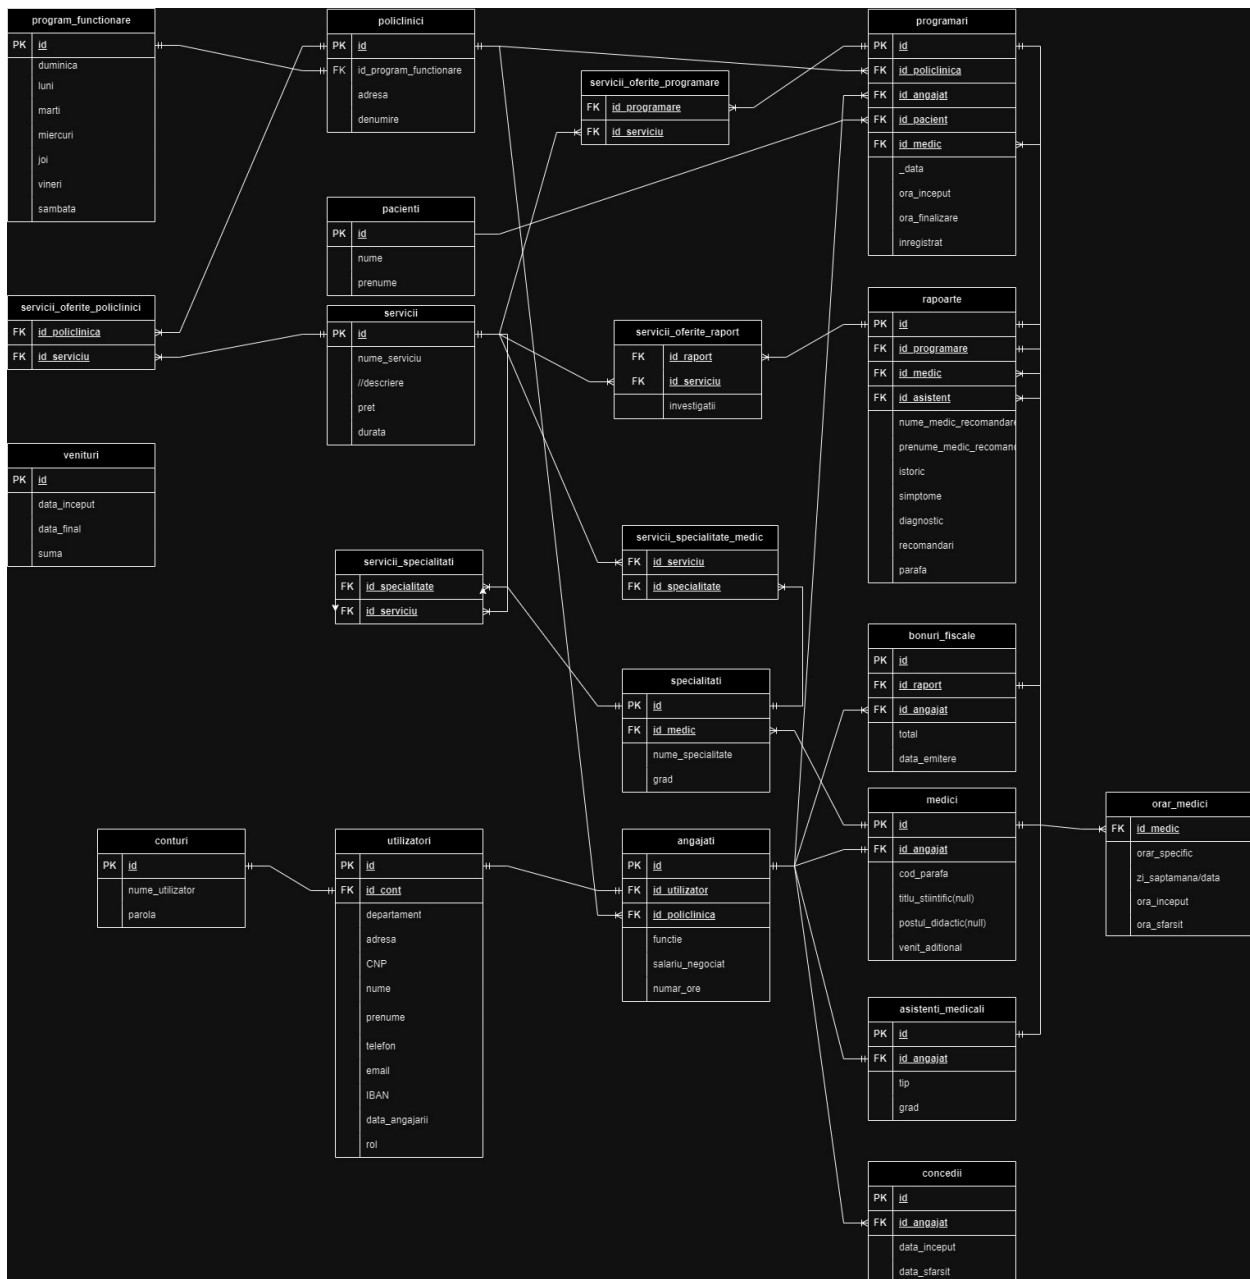 program_functionare
PK id
duminica
luni
marti
miercuri
joi
vineri
sambata
policlinici
PK id
FK id_program_functionare
adresa
denumire
servicii_oferite_programare
FK id_programare
FK id_serviciu
programari
PK id
FK id_policlinica
FK id_angajat
FK id_pacient
FK id_medic
_data
ora_inceput
ora_finalizare
inregistrat
pacienti
PK id
nume
prenume
servicii_oferite_policlinici
FK id_policlinica
FK id_serviciu
servicii
PK id
nume_serviciu
//descriere
pret
durata
servicii_oferite_raport
FK id_raport
FK id_serviciu
investigatii
rapoarte
PK id
FK id_programare
FK id_medic
FK id_asistent
nume_medic_recomandare
prenume_medic_recoman
istoric
simptome
diagnostic
recomandari
parafa
venituri
PK id
data_inceput
data_final
suma
servicii_specialitati
FK id_specialitate
FK id_serviciu
servicii_specialitate_medic
FK id_serviciu
FK id_specialitate
specialitati
PK id
FK id_medic
nume_specialitate
grad
bonuri_fiscale
PK id
FK id_raport
FK id_angajat
total
data_emitere
medici
PK id
FK id_angajat
cod_parafa
titlu_stiintific(null)
postul_didactic(null)
venit_aditional
orar_medici
FK id_medic
orar_specific
zi_saptamana/data
ora_inceput
ora_sfarsit
conturi
PK id
nume_utilizator
parola
utilizatori
PK id
FK id_cont
departament
adresa
CNP
nume
prenume
telefon
email
IBAN
data_angajarii
rol
angajati
PK id
FK id_utilizator
FK id_policlinica
functie
salariu_negociat
numar_ore
asistenti_medicali
PK id
FK id_angajat
tip
grad
concedii
PK id
FK id_angajat
data_inceput
data_sfarsit